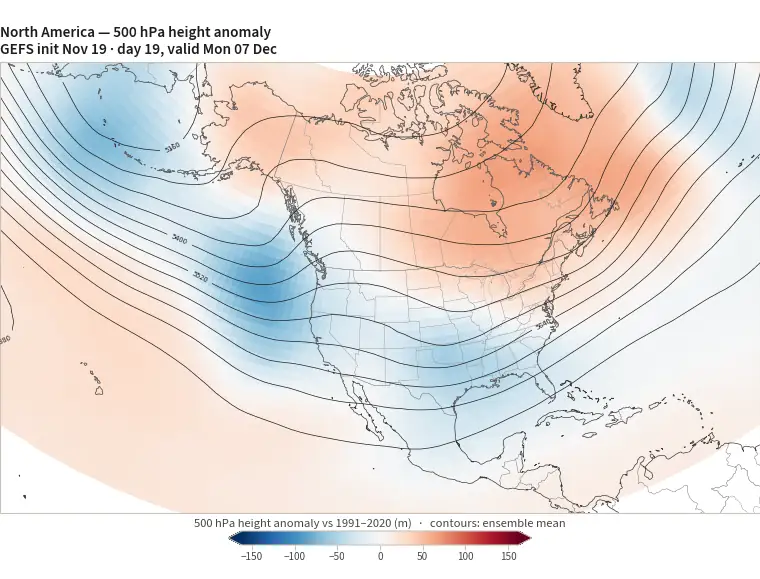 North America — 500 hPa height anomaly
GEFS init Nov 19 · day 19, valid Mon 07 Dec
5160
5400
5520
5640
500 hPa height anomaly vs 1991–2020 (m) · contours: ensemble mean
−150 −100 −50 0 50 100 150